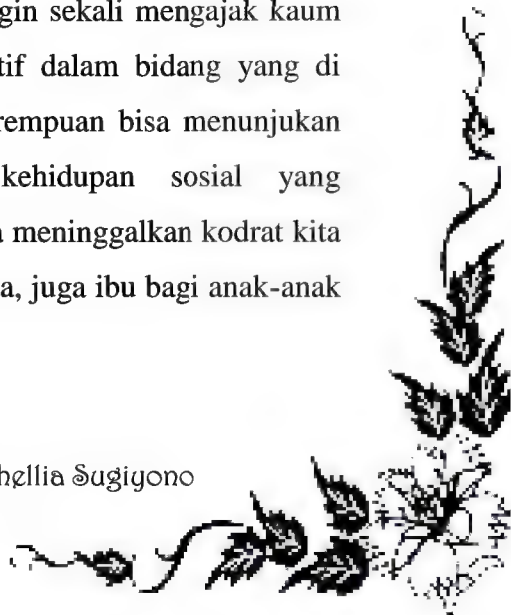 gin sekali mengajak kaum
tif dalam bidang yang di
rempuan bisa menunjukan
kehidupan sosial yang
meninggalkan kodrat kita
a, juga ibu bagi anak-anak
hellia Sugiyono